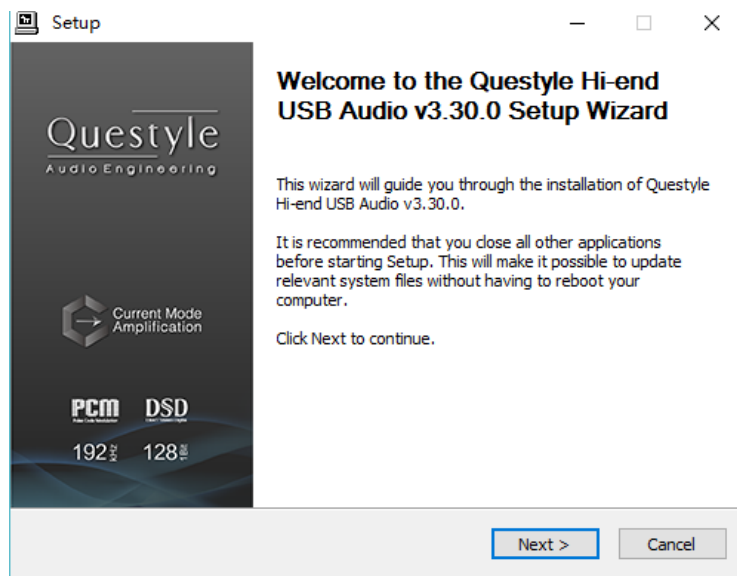 Setup
Questyle
Audio Engineering
Current Mode
Amplification
PCM DSD
192 kHz 128 1Bit
Welcome to the Questyle Hi-end
USB Audio v3.30.0 Setup Wizard
This wizard will guide you through the installation of Questyle
Hi-end USB Audio v3.30.0.
It is recommended that you close all other applications
before starting Setup. This will make it possible to update
relevant system files without having to reboot your
computer.
Click Next to continue.
Next > Cancel